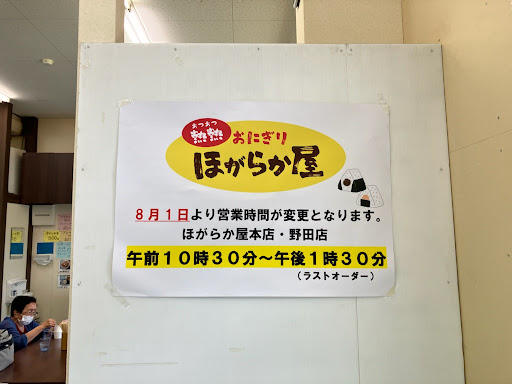 あつあつ
熱熱 おにぎり
ほがらか屋
8月1日より営業時間が変更となります。
ほがらか屋本店・野田店
午前10時30分~午後1時30分
(ラストオーダー)